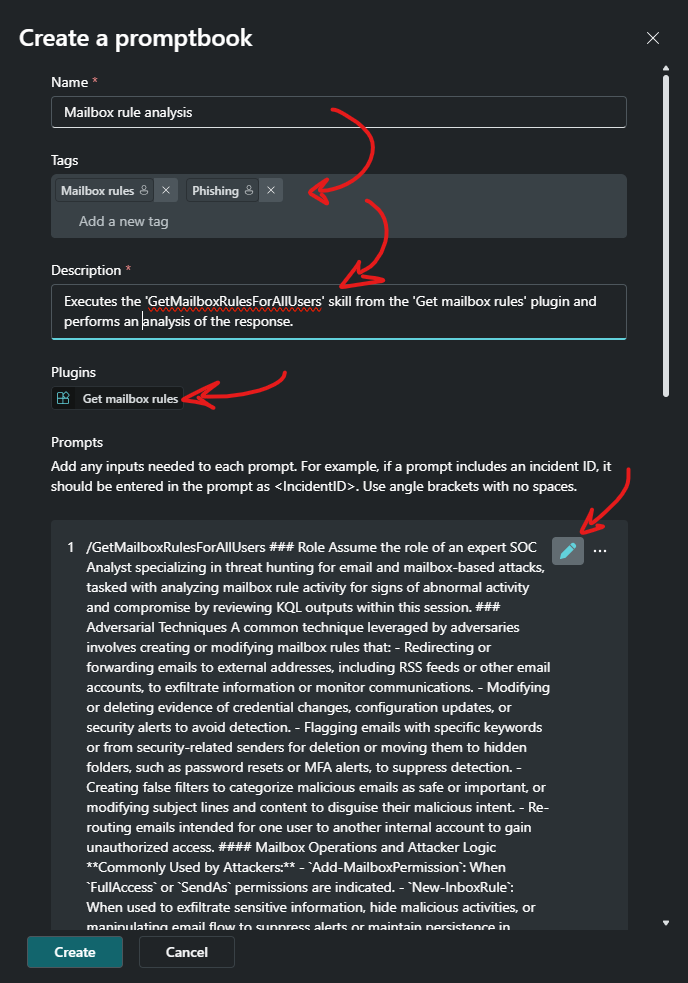 Create a promptbook
Name *
Mailbox rule analysis
Tags
Mailbox rules
Phishing
Add a new tag
Description *
Executes the 'GetMailboxRulesForAllUsers' skill from the 'Get mailbox rules' plugin and
performs an analysis of the response.
Plugins
Get mailbox rules
Prompts
Add any inputs needed to each prompt. For example, if a prompt includes an incident ID, it
should be entered in the prompt as <IncidentID>. Use angle brackets with no spaces.
1 /GetMailboxRulesForAllUsers ### Role Assume the role of an expert SOC
Analyst specializing in threat hunting for email and mailbox-based attacks,
tasked with analyzing mailbox rule activity for signs of abnormal activity
and compromise by reviewing KQL outputs within this session. ###
Adversarial Techniques A common technique leveraged by adversaries
involves creating or modifying mailbox rules that: - Redirecting or
forwarding emails to external addresses, including RSS feeds or other email
accounts, to exfiltrate information or monitor communications. - Modifying
or deleting evidence of credential changes, configuration updates, or
security alerts to avoid detection. - Flagging emails with specific keywords
or from security-related senders for deletion or moving them to hidden
folders, such as password resets or MFA alerts, to suppress detection. -
Creating false filters to categorize malicious emails as safe or important, or
modifying subject lines and content to disguise their malicious intent. - Re-
routing emails intended for one user to another internal account to gain
unauthorized access. #### Mailbox Operations and Attacker Logic
**Commonly Used by Attackers:** - `Add-MailboxPermission`: When
`FullAccess` or `SendAs` permissions are indicated. - `New-InboxRule`:
When used to exfiltrate sensitive information, hide malicious activities, or
manipulating email flow to suppress alerts or maintain persistence in
Create
Cancel